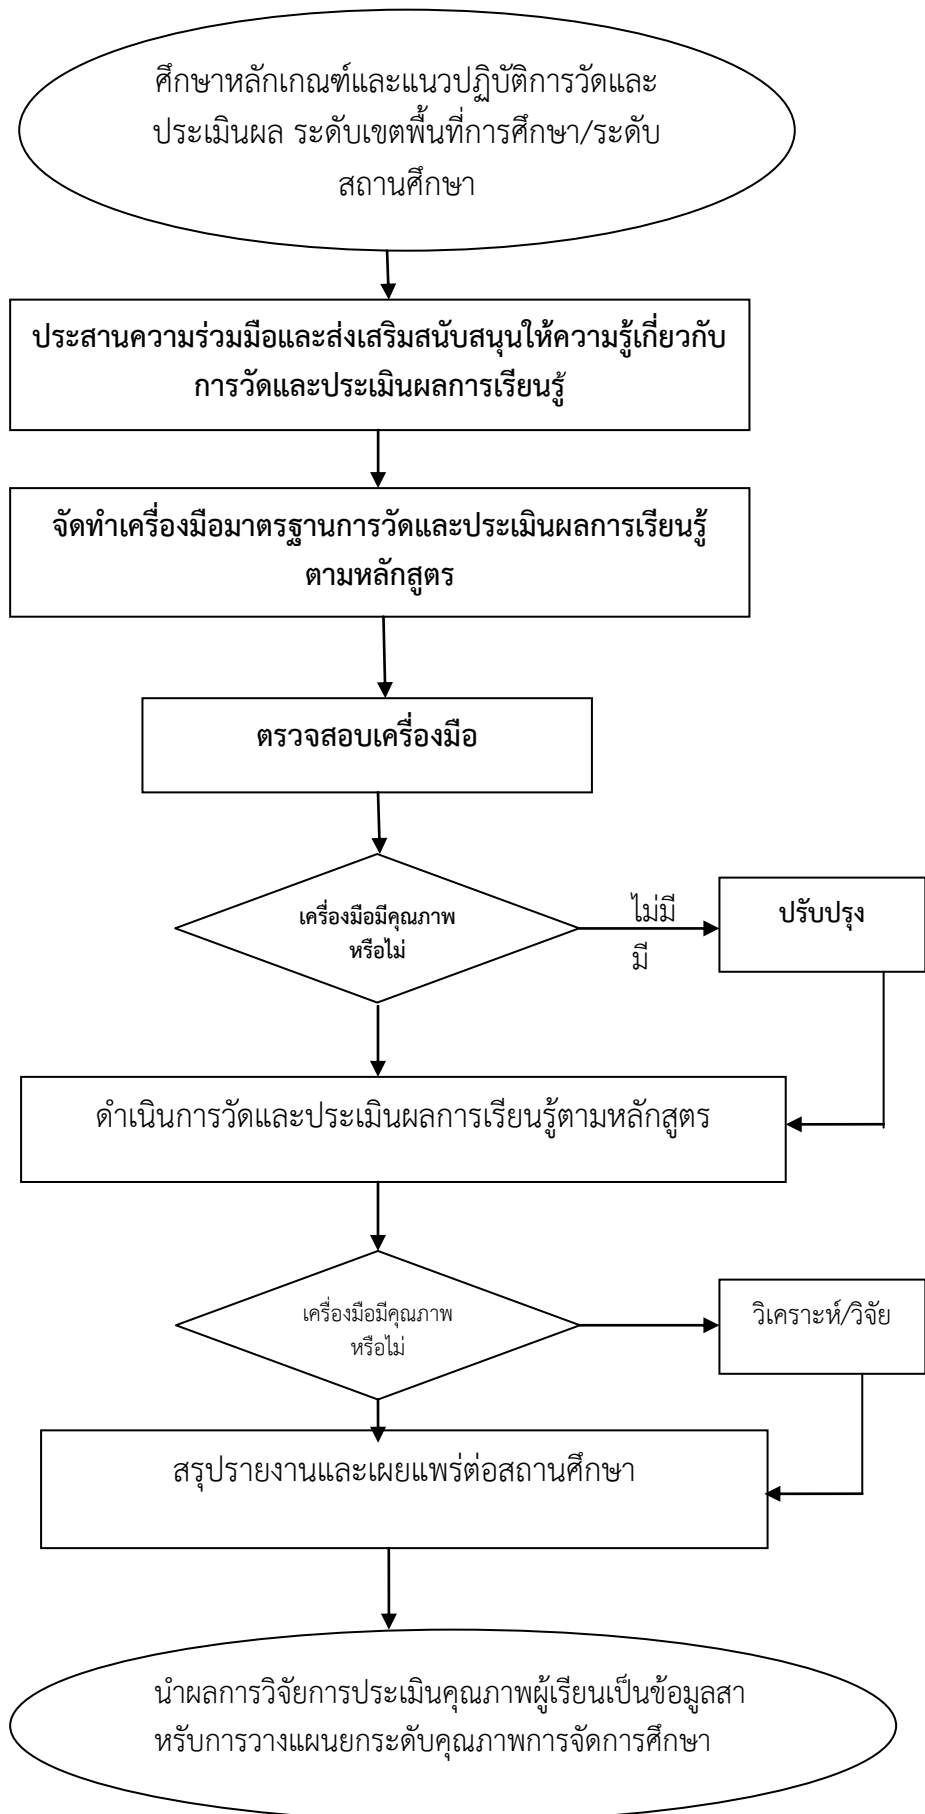 ศึกษาหลักเกณฑ์และแนวปฏิบัติการวัดและ
ประเมินผล ระดับเขตพื้นที่การศึกษา/ระดับ
สถานศึกษา
ประสานความร่วมมือและส่งเสริมสนับสนุนให้ความรู้เกี่ยวกับ
การวัดและประเมินผลการเรียนรู้
จัดทำเครื่องมือมาตรฐานการวัดและประเมินผลการเรียนรู้
ตามหลักสูตร
ตรวจสอบเครื่องมือ
เครื่องมือมีคุณภาพ
หรือไม่
ไม่มี
มี
ปรับปรุง
ดำเนินการวัดและประเมินผลการเรียนรู้ตามหลักสูตร
เครื่องมือมีคุณภาพ
หรือไม่
วิเคราะห์/วิจัย
สรุปรายงานและเผยแพร่ต่อสถานศึกษา
นำผลการวิจัยการประเมินคุณภาพผู้เรียนเป็นข้อมูลสา
หรับการวางแผนยกระดับคุณภาพการจัดการศึกษา